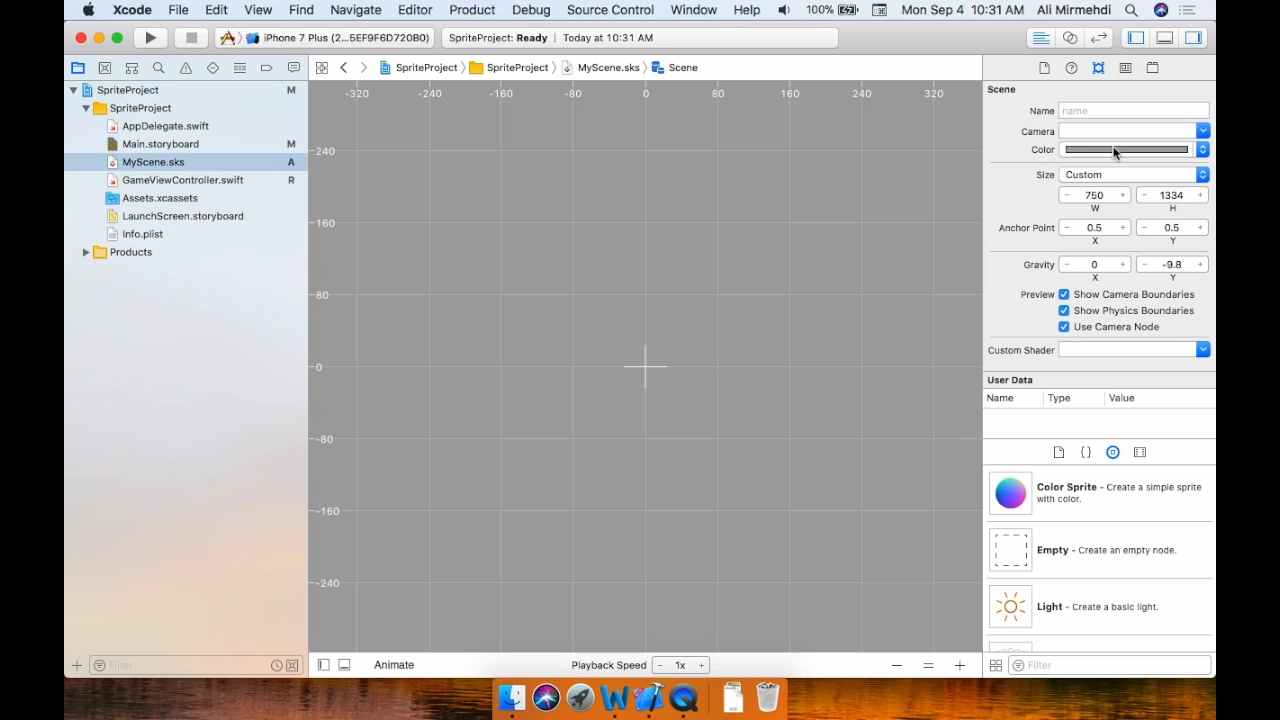 Xcode File Edit View Find Navigate Editor Product Debug Source Control Window Help 100% Mon Sep 4 10:31 AM Ali Mirmehdi
iPhone 7 Plus (2...5EF9F6D720B0) SpriteProject: Ready Today at 10:31 AM
SpriteProject SpriteProject MyScene.sks Scene
SpriteProject M
SpriteProject
AppDelegate.swift
Main.storyboard M
MyScene.sks A
GameViewController.swift R
Assets.xcassets
LaunchScreen.storyboard
Info.plist
Products
Filter
-320 -240 -160 -80 0 80 160 240 320
240
160
80
0
-80
-160
-240
Animate Playback Speed − 1x +
Scene
Name name
Camera
Color
Size Custom
− 750 + − 1334 +
W H
Anchor Point − 0.5 + − 0.5 +
X Y
Gravity − 0 + − -9.8 +
X Y
Preview Show Camera Boundaries
Show Physics Boundaries
Use Camera Node
Custom Shader
User Data
Name Type Value
{ }
Color Sprite - Create a simple sprite
with color.
Empty - Create an empty node.
Light - Create a basic light.
Filter